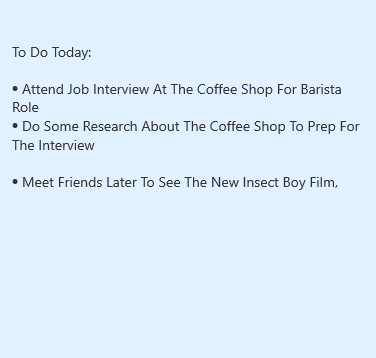 To Do Today:
• Attend Job Interview At The Coffee Shop For Barista
Role
• Do Some Research About The Coffee Shop To Prep For
The Interview
• Meet Friends Later To See The New Insect Boy Film,